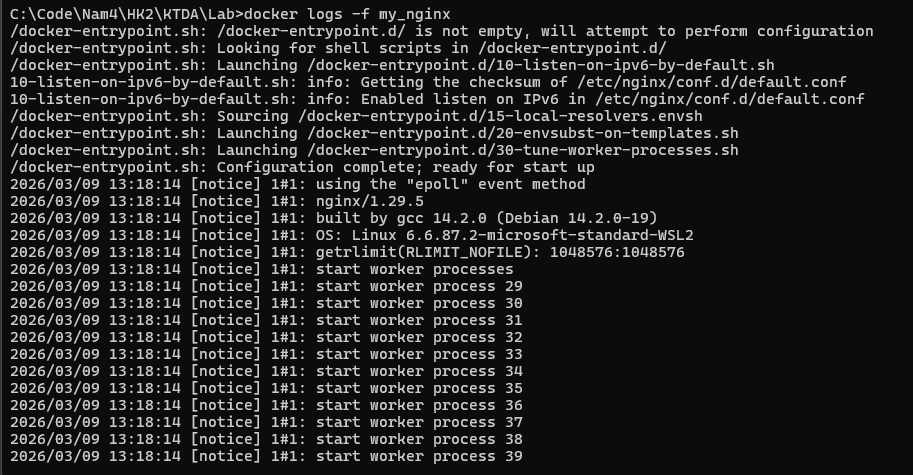 C:\Code\Nam4\HK2\KTDA\Lab>docker logs -f my_nginx
/docker-entrypoint.sh: /docker-entrypoint.d/ is not empty, will attempt to perform configuration
/docker-entrypoint.sh: Looking for shell scripts in /docker-entrypoint.d/
/docker-entrypoint.sh: Launching /docker-entrypoint.d/10-listen-on-ipv6-by-default.sh
10-listen-on-ipv6-by-default.sh: info: Getting the checksum of /etc/nginx/conf.d/default.conf
10-listen-on-ipv6-by-default.sh: info: Enabled listen on IPv6 in /etc/nginx/conf.d/default.conf
/docker-entrypoint.sh: Sourcing /docker-entrypoint.d/15-local-resolvers.envsh
/docker-entrypoint.sh: Launching /docker-entrypoint.d/20-envsubst-on-templates.sh
/docker-entrypoint.sh: Launching /docker-entrypoint.d/30-tune-worker-processes.sh
/docker-entrypoint.sh: Configuration complete; ready for start up
2026/03/09 13:18:14 [notice] 1#1: using the "epoll" event method
2026/03/09 13:18:14 [notice] 1#1: nginx/1.29.5
2026/03/09 13:18:14 [notice] 1#1: built by gcc 14.2.0 (Debian 14.2.0-19)
2026/03/09 13:18:14 [notice] 1#1: OS: Linux 6.6.87.2-microsoft-standard-WSL2
2026/03/09 13:18:14 [notice] 1#1: getrlimit(RLIMIT_NOFILE): 1048576:1048576
2026/03/09 13:18:14 [notice] 1#1: start worker processes
2026/03/09 13:18:14 [notice] 1#1: start worker process 29
2026/03/09 13:18:14 [notice] 1#1: start worker process 30
2026/03/09 13:18:14 [notice] 1#1: start worker process 31
2026/03/09 13:18:14 [notice] 1#1: start worker process 32
2026/03/09 13:18:14 [notice] 1#1: start worker process 33
2026/03/09 13:18:14 [notice] 1#1: start worker process 34
2026/03/09 13:18:14 [notice] 1#1: start worker process 35
2026/03/09 13:18:14 [notice] 1#1: start worker process 36
2026/03/09 13:18:14 [notice] 1#1: start worker process 37
2026/03/09 13:18:14 [notice] 1#1: start worker process 38
2026/03/09 13:18:14 [notice] 1#1: start worker process 39